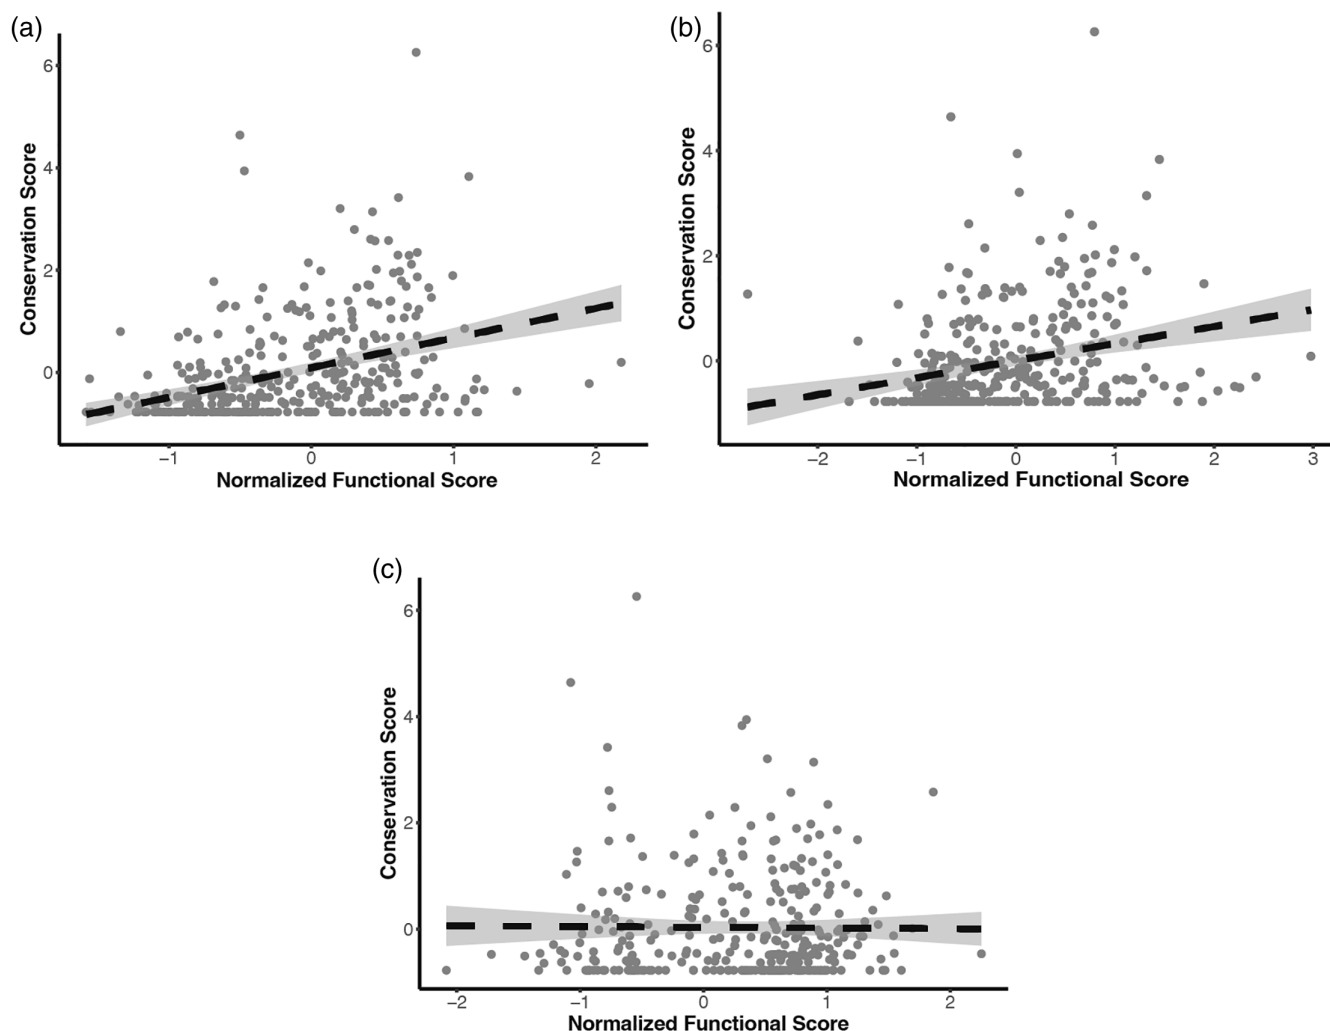 (a)
6
4
2
0
Conservation Score
−1 0 1 2
Normalized Functional Score
(b)
6
4
2
0
Conservation Score
−2 −1 0 1 2 3
Normalized Functional Score
(c)
6
4
2
0
Conservation Score
−2 −1 0 1 2
Normalized Functional Score